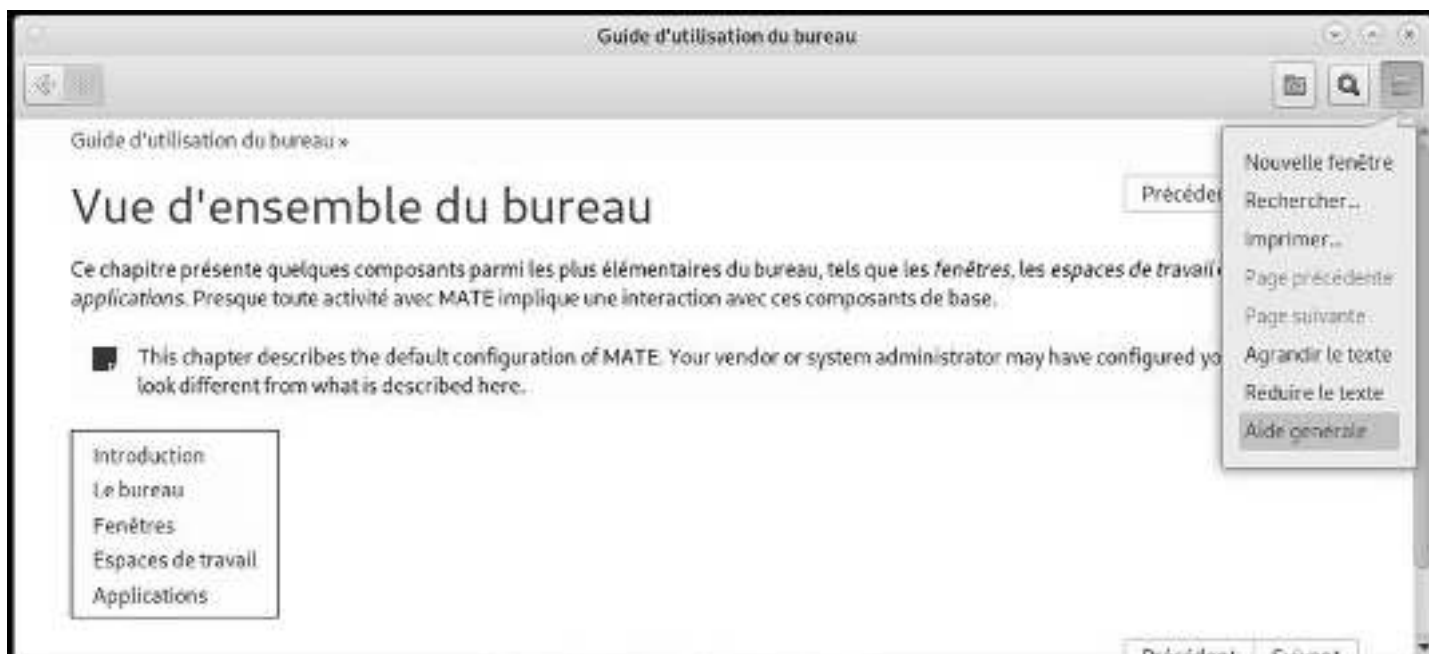 Guide d'utilisation du bureau
Guide d'utilisation du bureau »
Vue d'ensemble du bureau
Ce chapitre présente quelques composants parmi les plus élémentaires du bureau, tels que les fenêtres, les espaces de travail
applications. Presque toute activité avec MATE implique une interaction avec ces composants de base.
This chapter describes the default configuration of MATE. Your vendor or system administrator may have configured yo
look different from what is described here.
Introduction
Le bureau
Fenêtres
Espaces de travail
Applications
Précéde
Nouvelle fenêtre
Rechercher...
Imprimer...
Page précédente
Page suivante
Agrandir le texte
Réduire le texte
Aide générale
Précédent Suivant